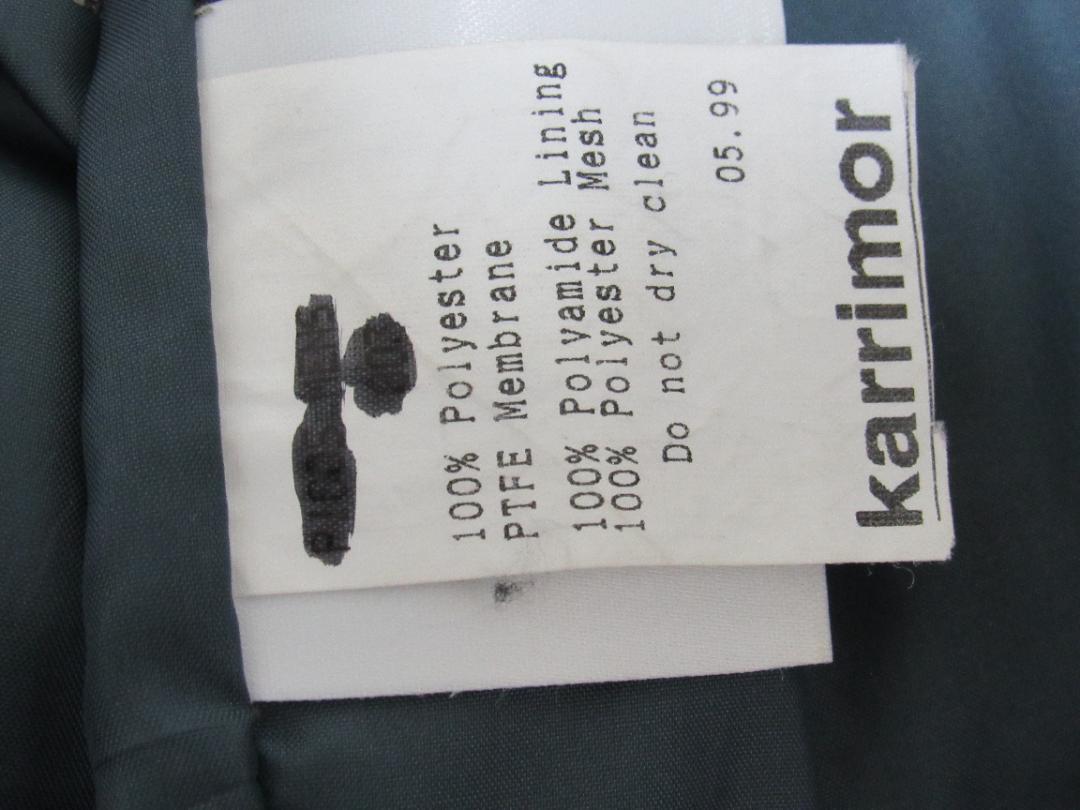 100% Polyester
PTFE Membrane
100% Polyamide Lining
100% Polyester Mesh
Do not dry clean
05.99
karrimor